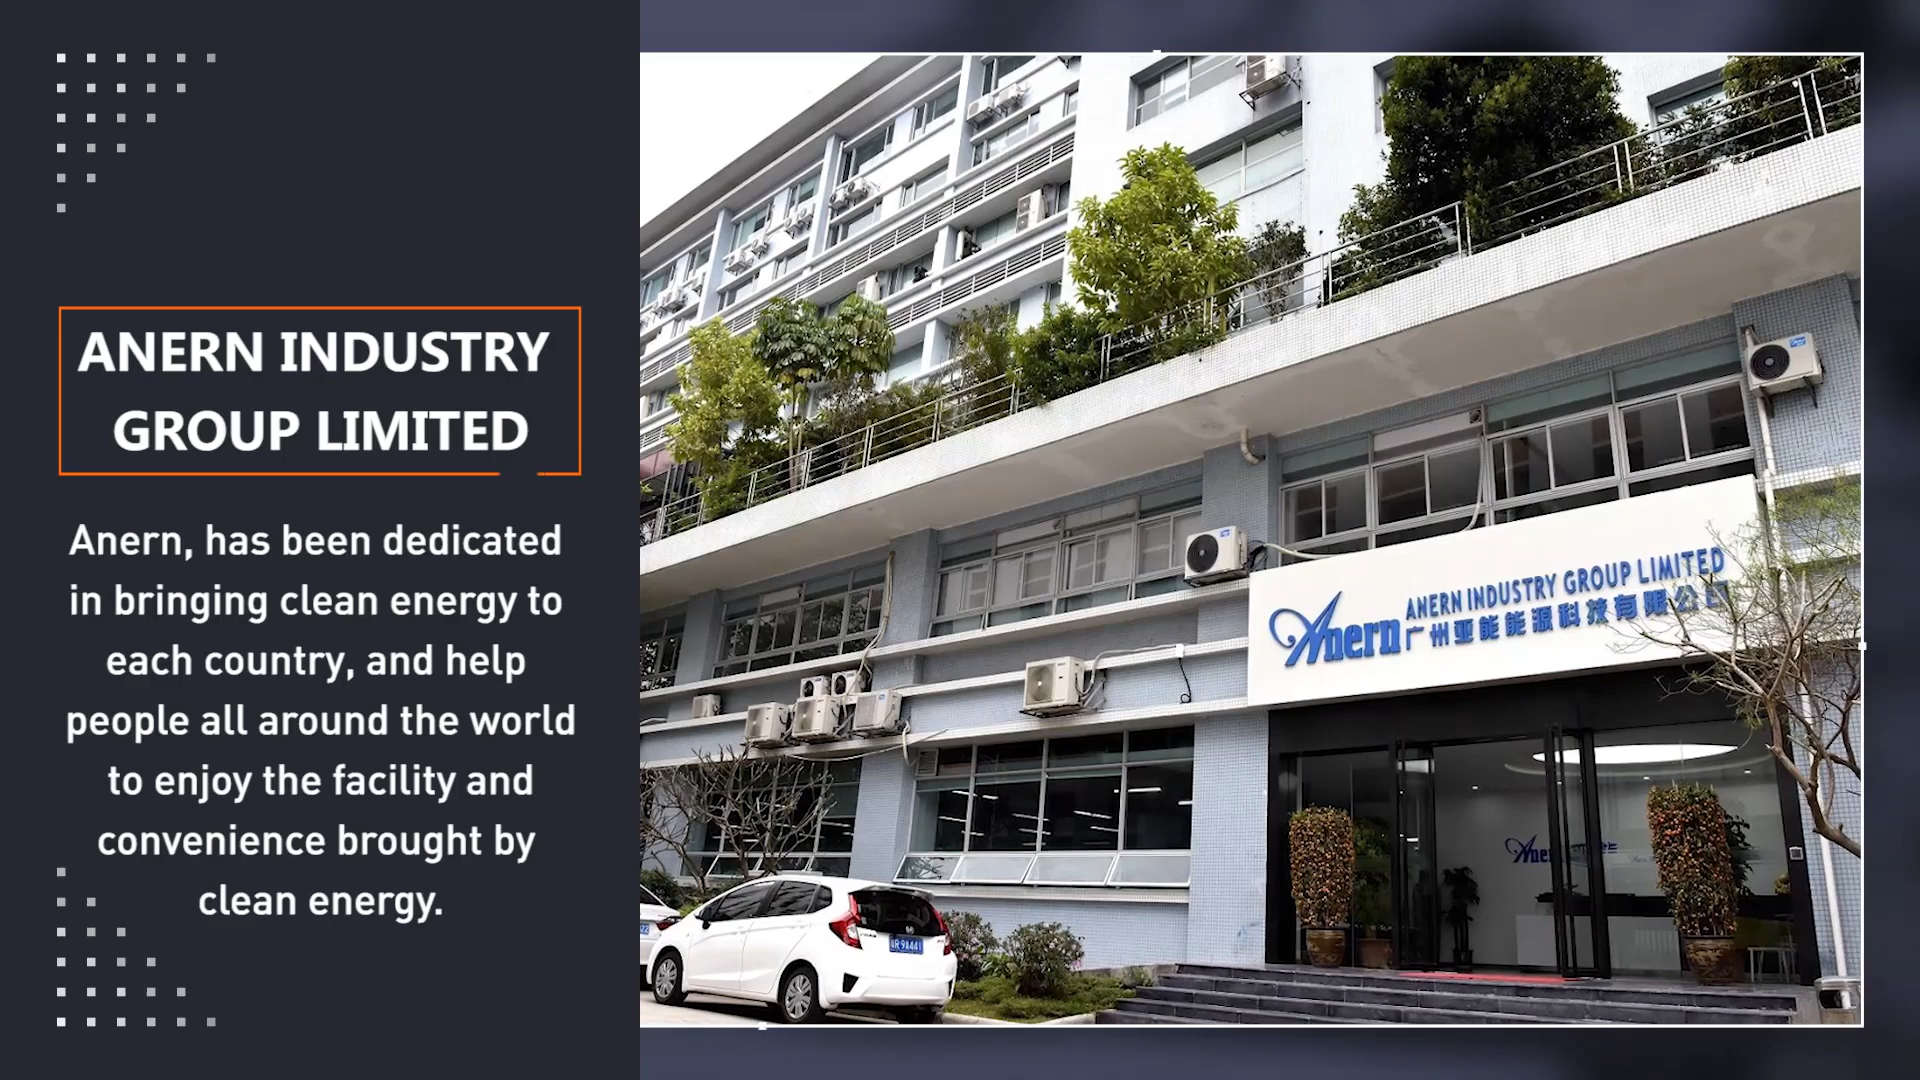 ANERN INDUSTRY
GROUP LIMITED
Anern, has been dedicated
in bringing clean energy to
each country, and help
people all around the world
to enjoy the facility and
convenience brought by
clean energy.
Anern
ANERN INDUSTRY GROUP LIMITED
广州亚能能源科技有限公司
Anern